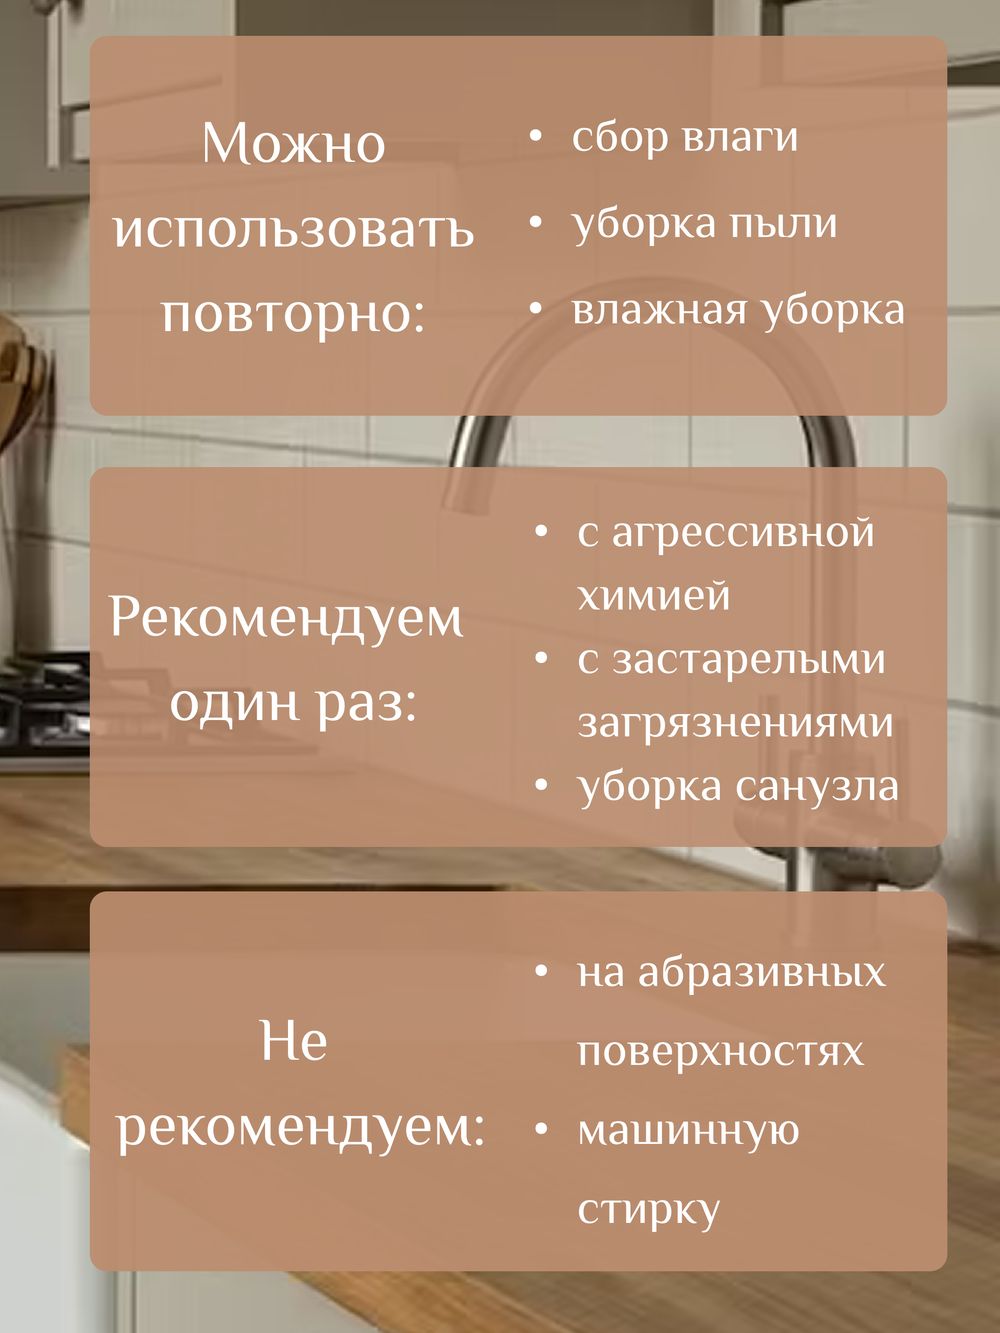 Можно
использовать
повторно:
• сбор влаги
• уборка пыли
• влажная уборка
Рекомендуем
один раз:
• с агрессивной
химией
• с застарелыми
загрязнениями
• уборка санузла
Не
рекомендуем:
• на абразивных
поверхностях
• машинную
стирку